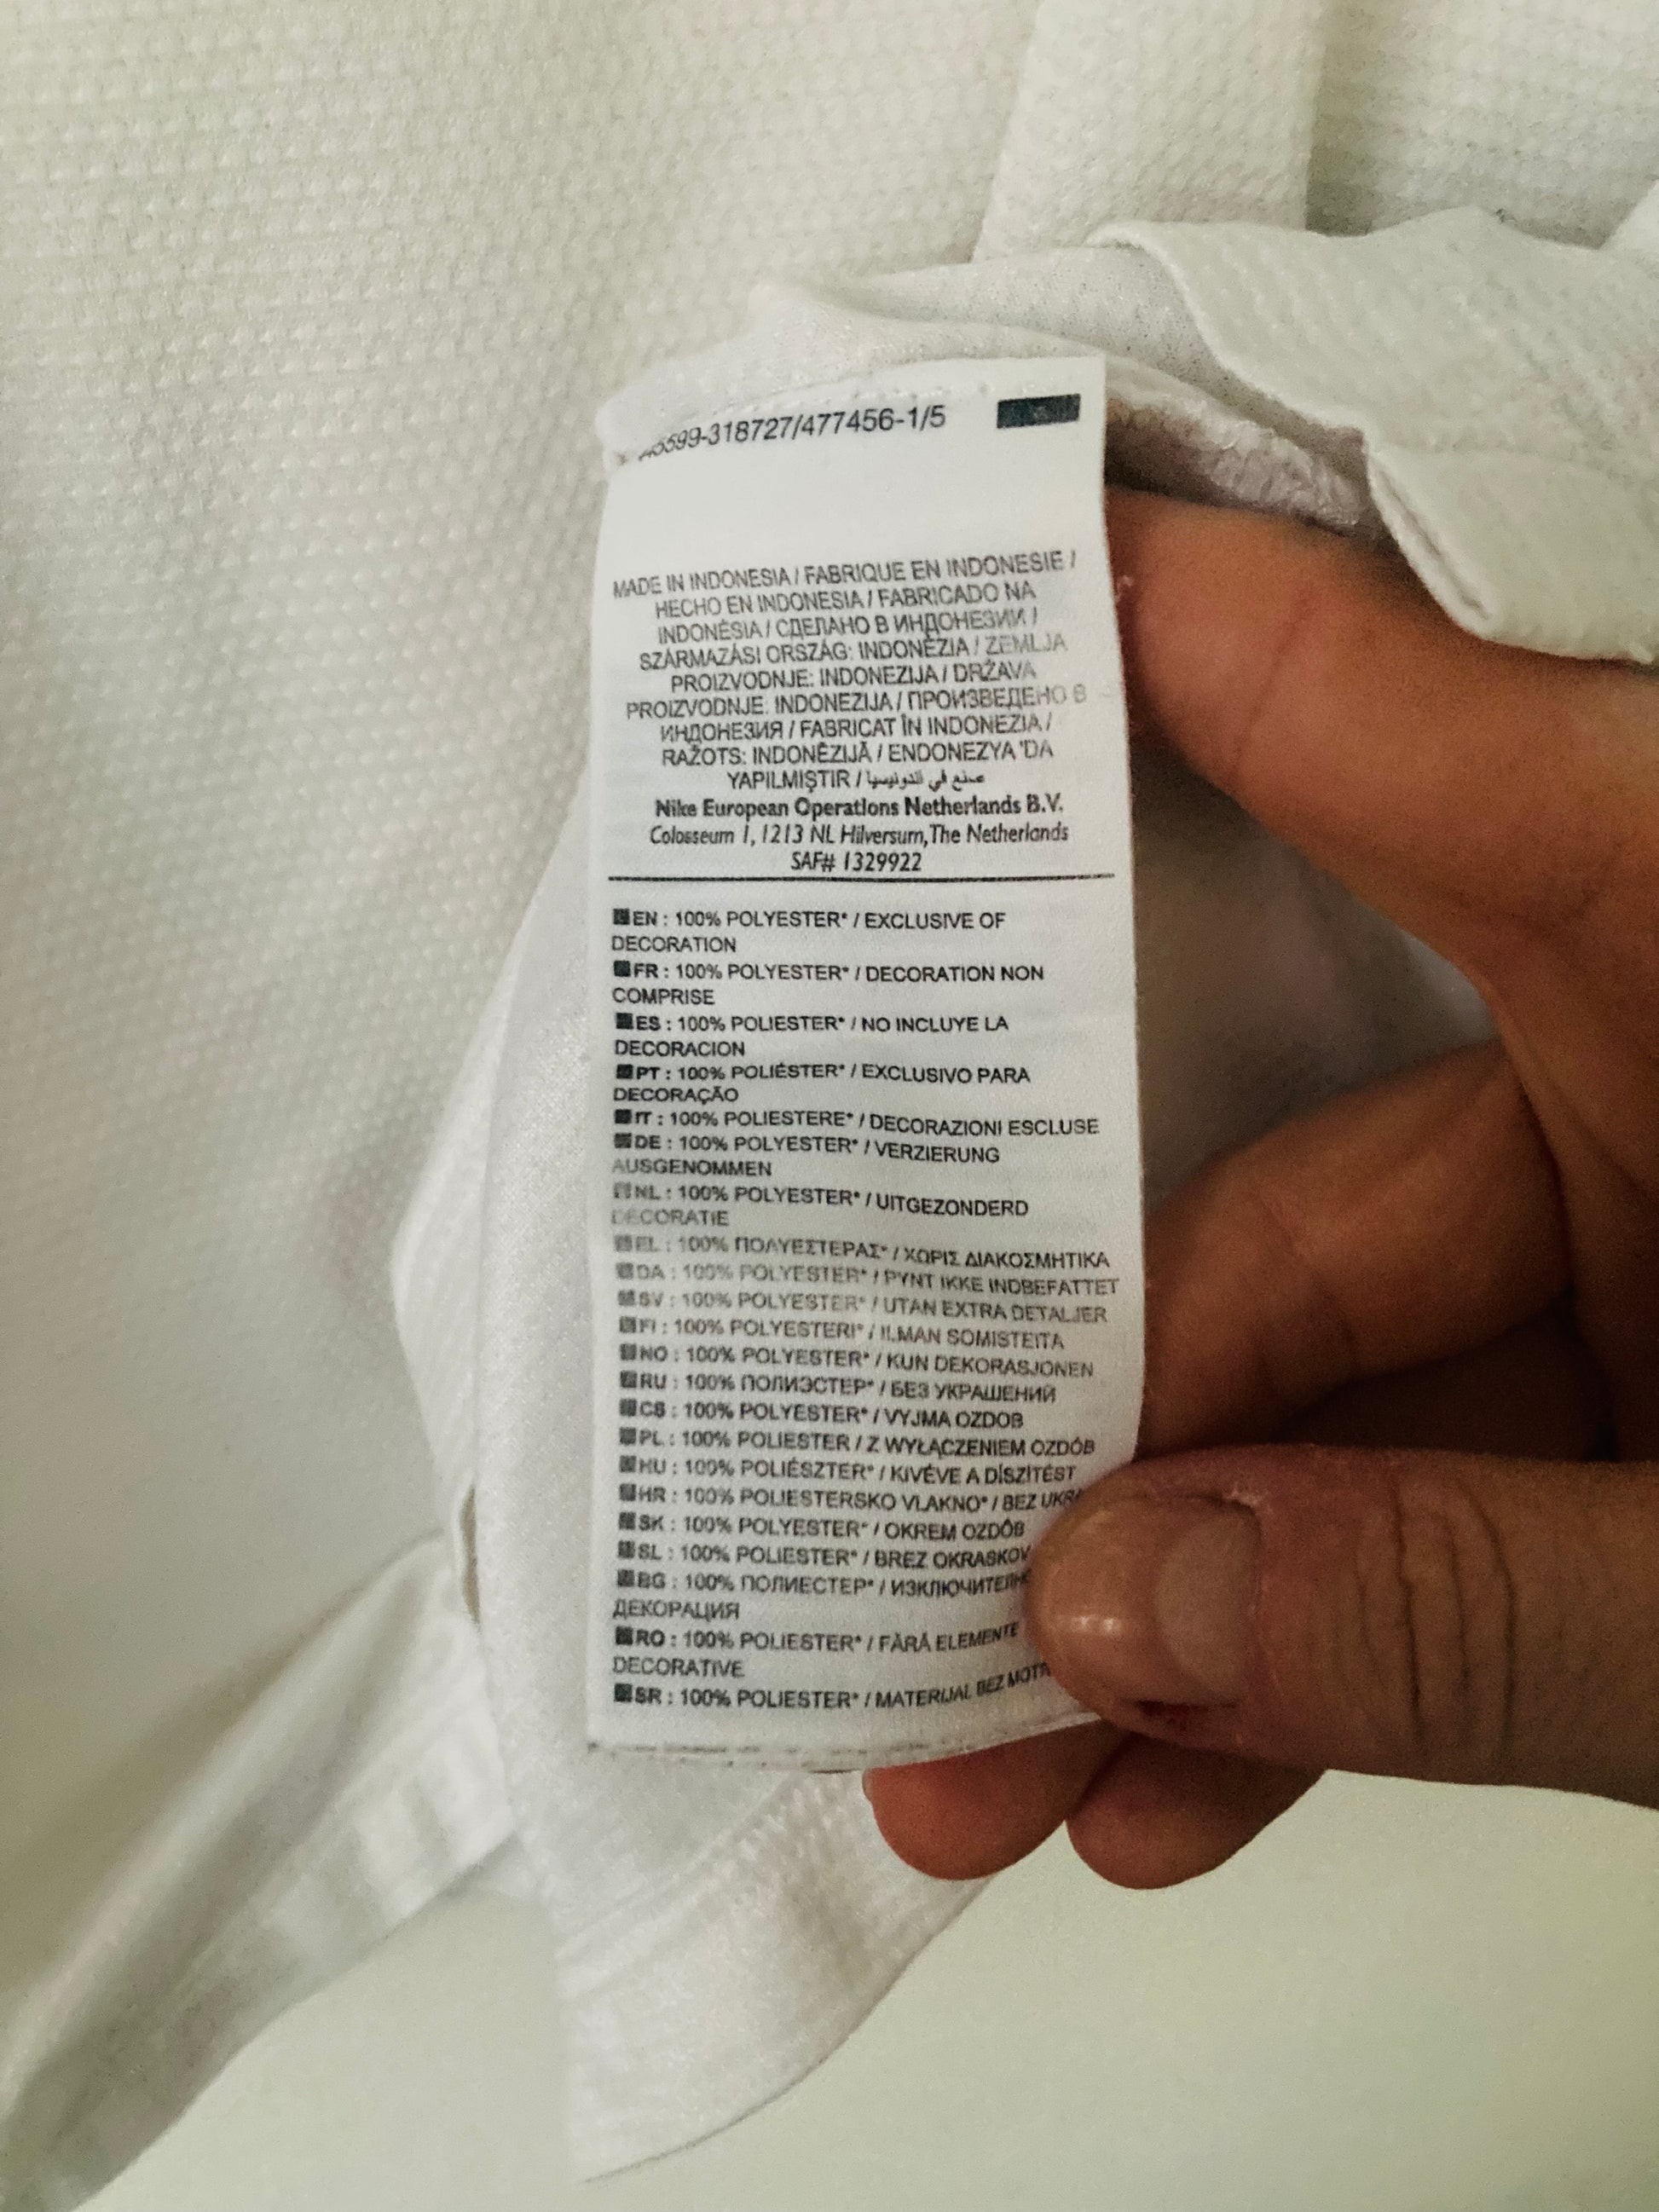 5599-318727/477456-1/5
MADE IN INDONESIA / FABRIQUE EN INDONESIE /
HECHO EN INDONESIA / FABRICADO NA
INDONÉSIA / СДЕЛАНО В ИНДОНЕЗИИ /
SZÁRMAZÁSI ORSZÁG: INDONÉZIA / ZEMLJA
PROIZVODNJE: INDONEZIJA / DRŽAVA
PROIZVODNJE: INDONEZIJA / ПРОИЗВЕДЕНО В
ИНДОНЕЗИЯ / FABRICAT ÎN INDONEZIA /
RAŽOTS: INDONĒZIJĀ / ENDONEZYA 'DA
YAPILMIŞTIR / صنع في اندونيسيا
Nike European Operations Netherlands B.V.
Colosseum 1, 1213 NL Hilversum, The Netherlands
SAF# 1329922
EN : 100% POLYESTER* / EXCLUSIVE OF
DECORATION
FR : 100% POLYESTER* / DECORATION NON
COMPRISE
ES : 100% POLIESTER* / NO INCLUYE LA
DECORACION
PT : 100% POLIÉSTER* / EXCLUSIVO PARA
DECORAÇÃO
IT : 100% POLIESTERE* / DECORAZIONI ESCLUSE
DE : 100% POLYESTER* / VERZIERUNG
AUSGENOMMEN
NL : 100% POLYESTER* / UITGEZONDERD
DECORATIE
EL : 100% ΠΟΛΥΕΣΤΕΡΑΣ* / ΧΩΡΙΣ ΔΙΑΚΟΣΜΗΤΙΚΑ
DA : 100% POLYESTER* / PYNT IKKE INDBEFATTET
SV : 100% POLYESTER* / UTAN EXTRA DETALJER
FI : 100% POLYESTERI* / ILMAN SOMISTEITA
NO : 100% POLYESTER* / KUN DEKORASJONEN
RU : 100% ПОЛИЭСТЕР* / БЕЗ УКРАШЕНИЙ
CS : 100% POLYESTER* / VYJMA OZDOB
PL : 100% POLIESTER / Z WYŁĄCZENIEM OZDÓB
HU : 100% POLIÉSZTER* / KIVÉVE A DÍSZÍTÉST
HR : 100% POLIESTERSKO VLAKNO* / BEZ
SK : 100% POLYESTER* / OKREM OZDÔB
SL : 100% POLIESTER* / BREZ OKRASKOV
BG : 100% ПОЛИЕСТЕР* /
ДЕКОРАЦИЯ
RO : 100% POLIESTER* / FĂRĂ ELEMENTE
DECORATIVE
SR : 100% POLIESTER* / MATERIJAL BEZ